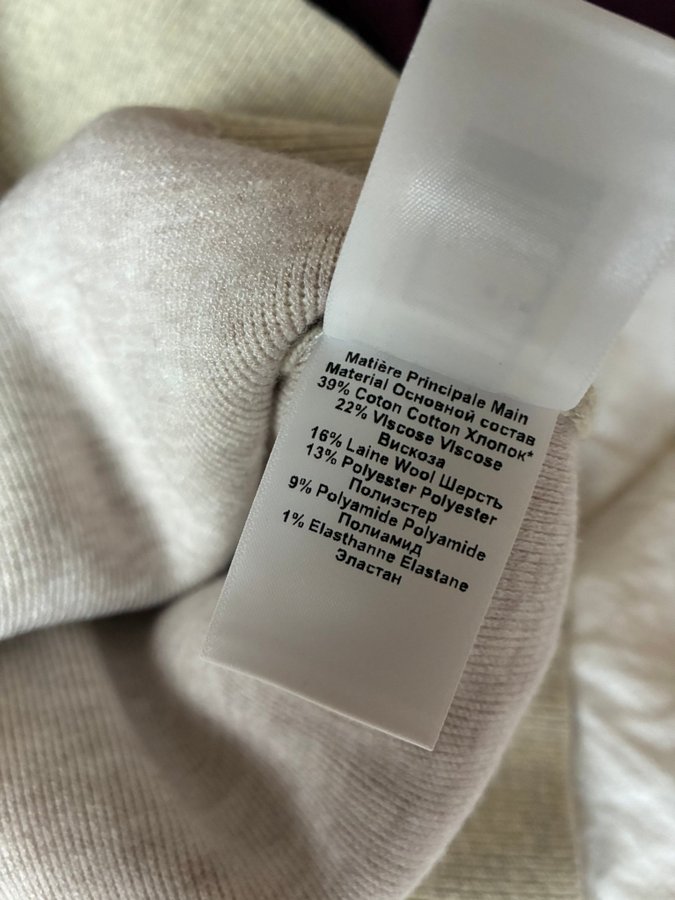 Matière Principale Main
Material Основной состав
39% Coton Cotton Хлопок*
22% Viscose Viscose
Вискоза
16% Laine Wool Шерсть
13% Polyester Polyester
Полиэстер
9% Polyamide Polyamide
Полиамид
1% Elasthanne Elastane
Эластан